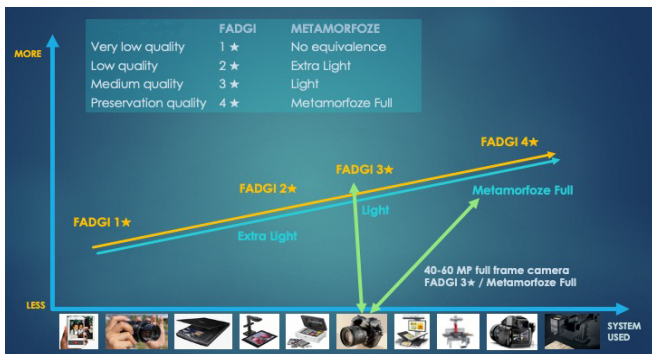 FADGI METAMORFOZE
Very low quality 1 ★ No equivalence
Low quality 2 ★ Extra Light
Medium quality 3 ★ Light
Preservation quality 4 ★ Metamorfoze Full
MORE
FADGI 4★
FADGI 3★
FADGI 2★
Metamorfoze Full
Light
FADGI 1★
Extra Light
40-60 MP full frame camera
FADGI 3★ / Metamorfoze Full
LESS
SYSTEM
USED